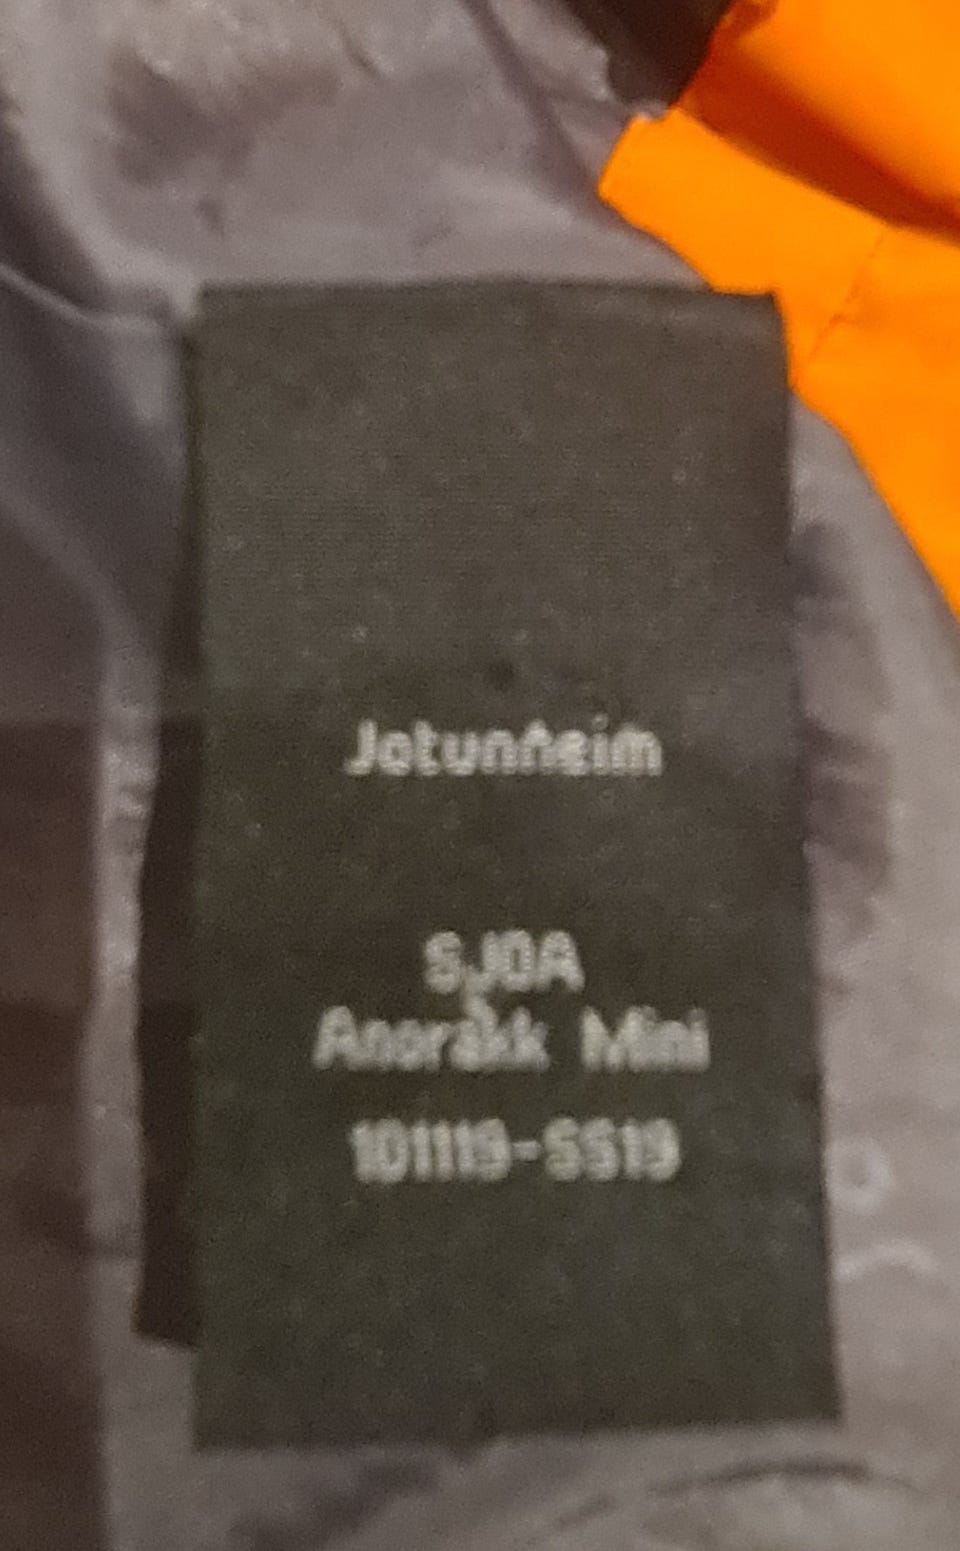 Jotunheim
SJOA
Anorakk Mini
101119-SS19